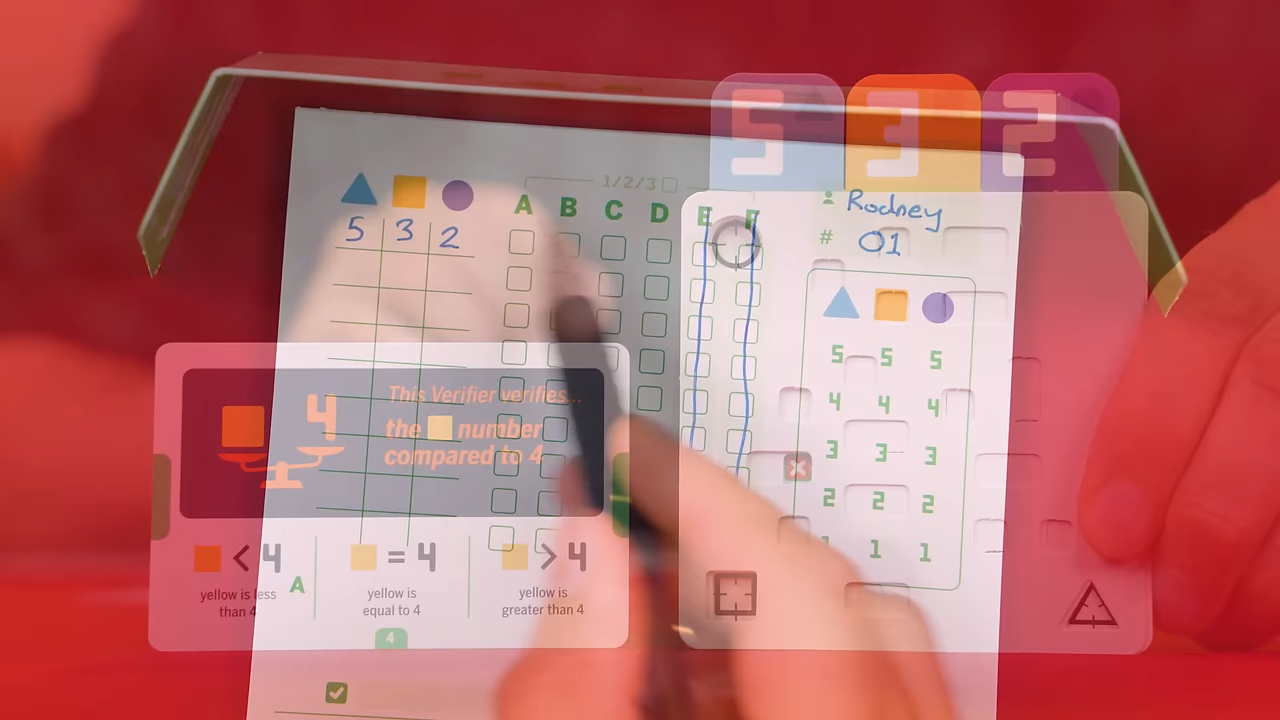 5 3 2
1/2/3
A B C D E F
Rodney
# 01
5 3 2
5 5 5
4 4 4
3 3 3
2 2 2
1 1
4
This Verifier verifies...
the number
compared to 4
< 4
yellow is less
than 4
A
= 4
yellow is
equal to 4
> 4
yellow is
greater than 4
4